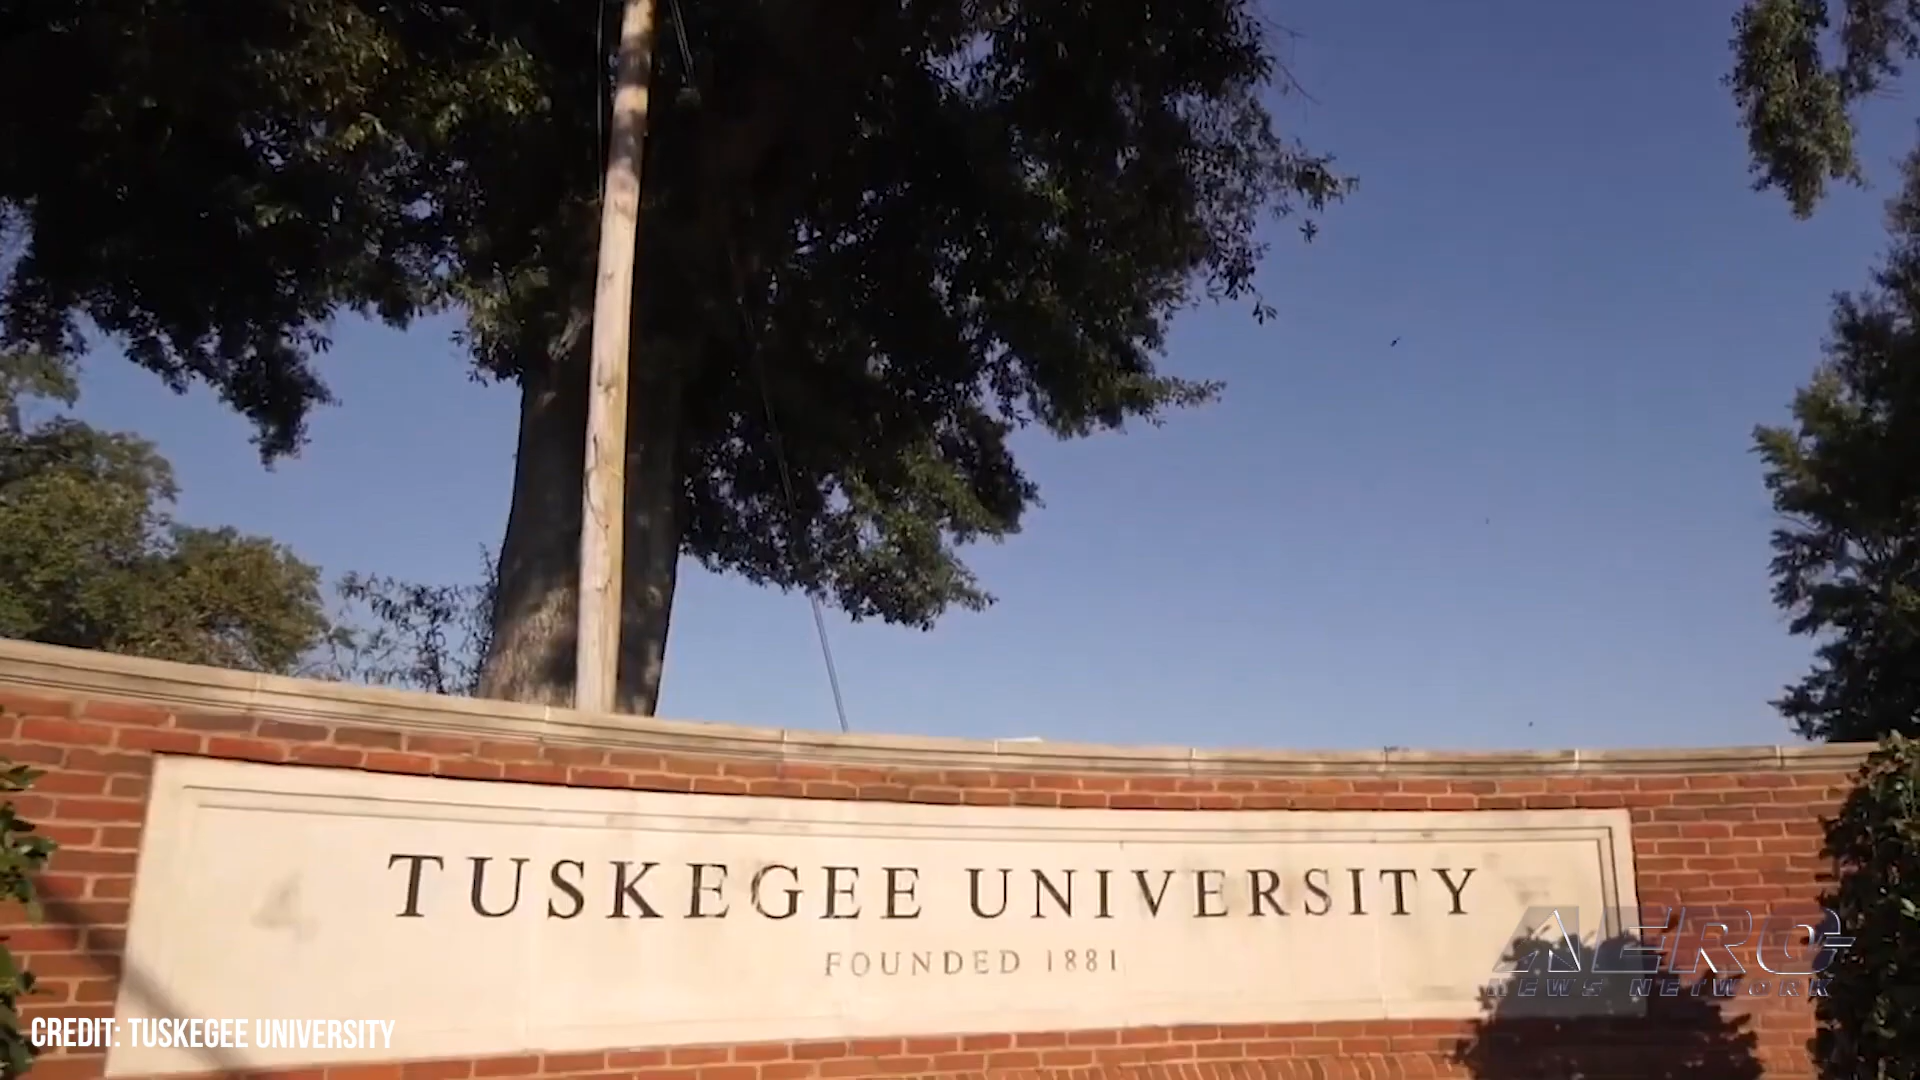 TUSKEGEE UNIVERSITY
FOUNDED 1881
AERO
NEWS NETWORK
CREDIT: TUSKEGEE UNIVERSITY